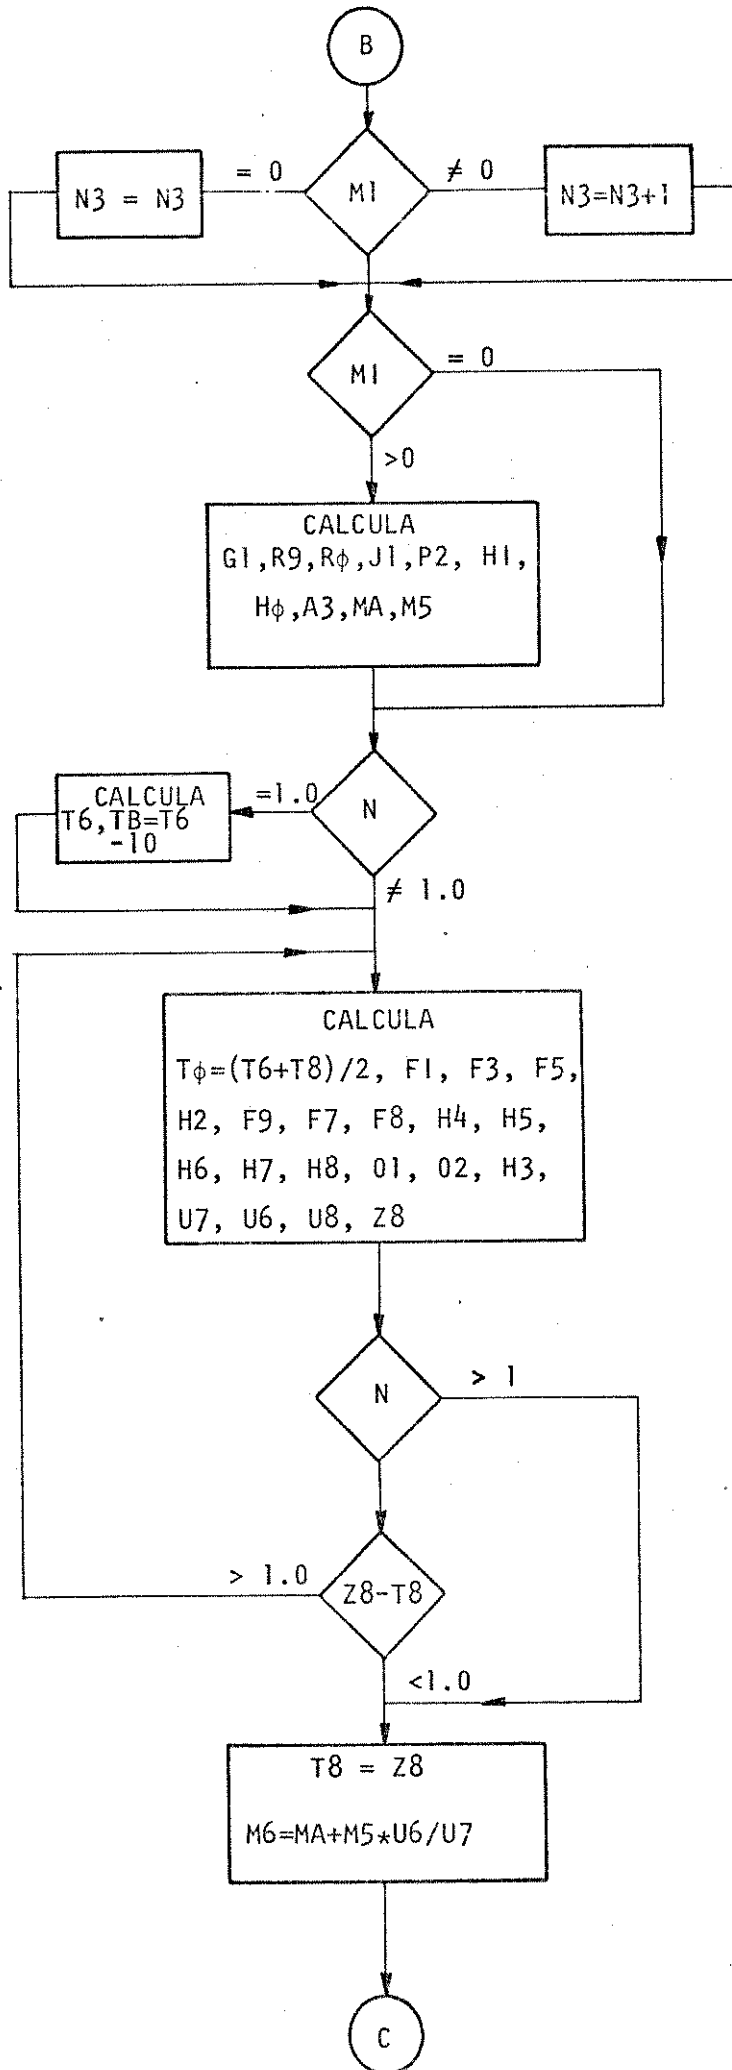 B
= 0
≠ 0
N3 = N3
M1
N3=N3+1
M1
= 0
>0
CALCULA
G1,R9,Rϕ,J1,P2, H1,
Hϕ,A3,MA,M5
CALCULA
T6,TB=T6
-10
=1.0
N
≠ 1.0
CALCULA
Tϕ=(T6+T8)/2, F1, F3, F5,
H2, F9, F7, F8, H4, H5,
H6, H7, H8, O1, O2, H3,
U7, U6, U8, Z8
N
> 1
> 1.0
Z8-T8
<1.0
T8 = Z8
M6=MA+M5*U6/U7
C